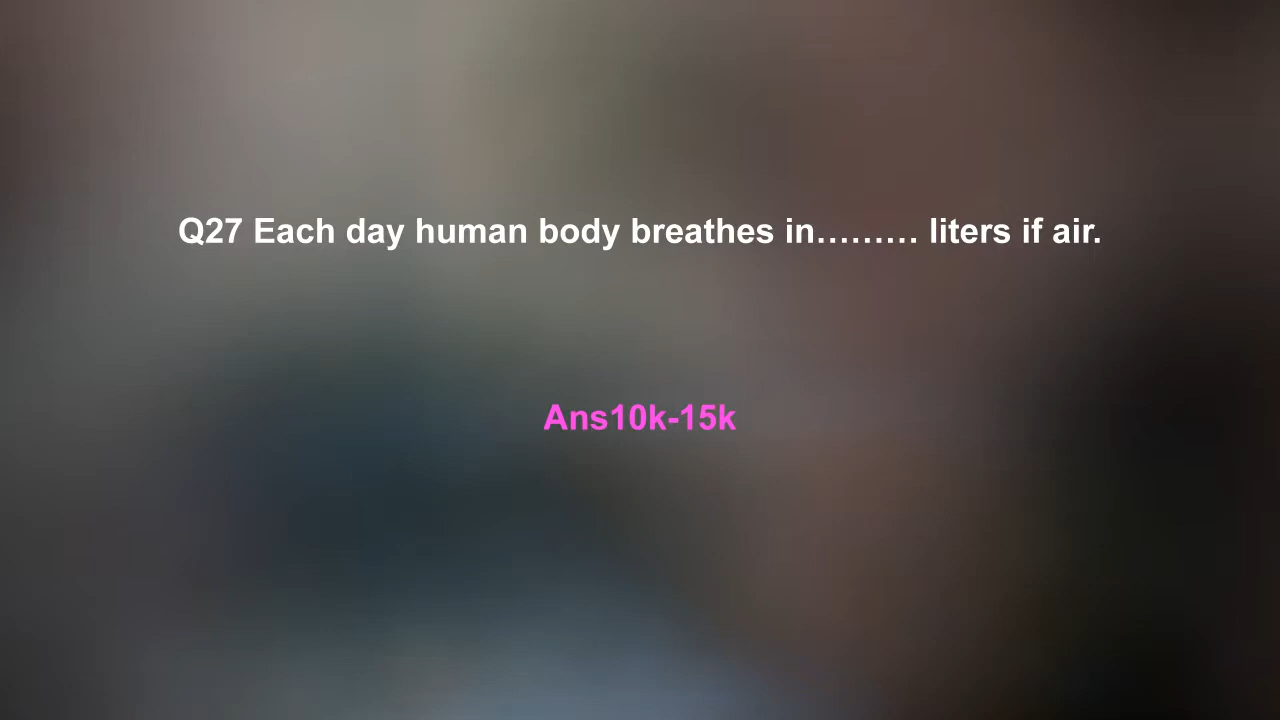 Q27 Each day human body breathes in……… liters if air.
Ans10k-15k